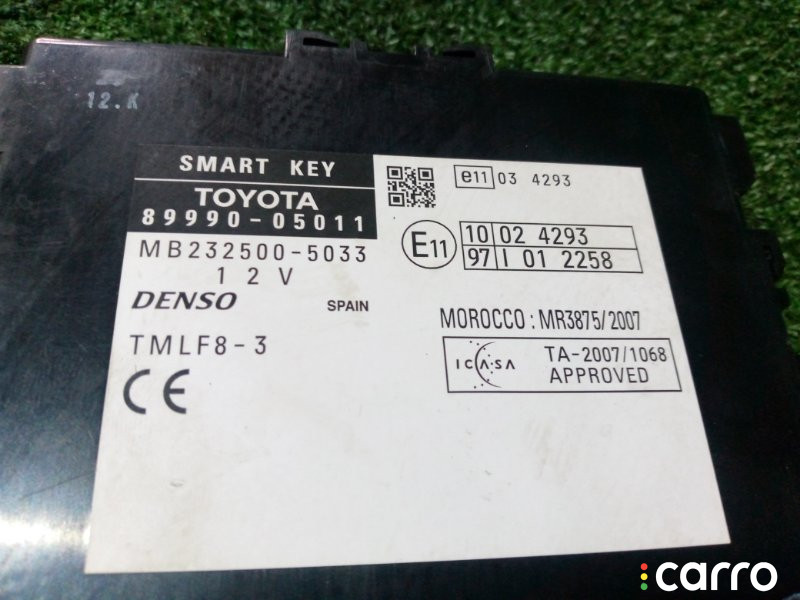 12.K
SMART KEY
TOYOTA
89990-05011
MB232500-5033
12V
DENSO SPAIN
TMLF8-3
CE
e11 03 4293
E11
10 02 4293
97 I 01 2258
MOROCCO : MR3875/2007
ICASA
TA-2007/1068
APPROVED
carro